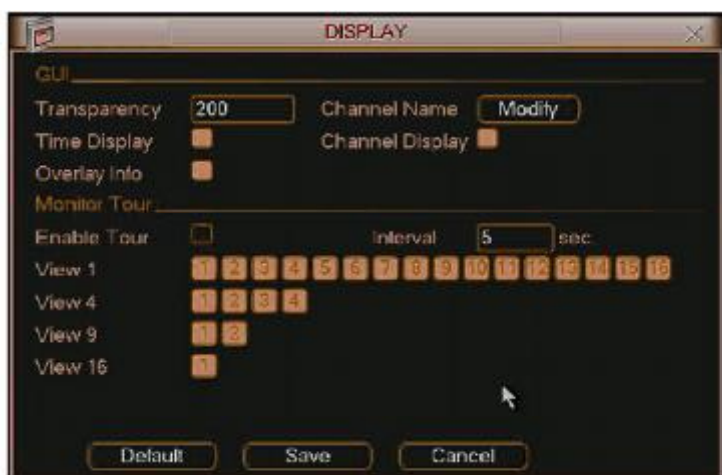 DISPLAY
GUI
Transparency 200 Channel Name Modify
Time Display Channel Display
Overlay Info
Monitor Tour
Enable Tour Interval 5 sec.
View 1 1 2 3 4 5 6 7 8 9 10 11 12 13 14 15 16
View 4 1 2 3 4
View 9 1 2
View 16 1
Default Save Cancel